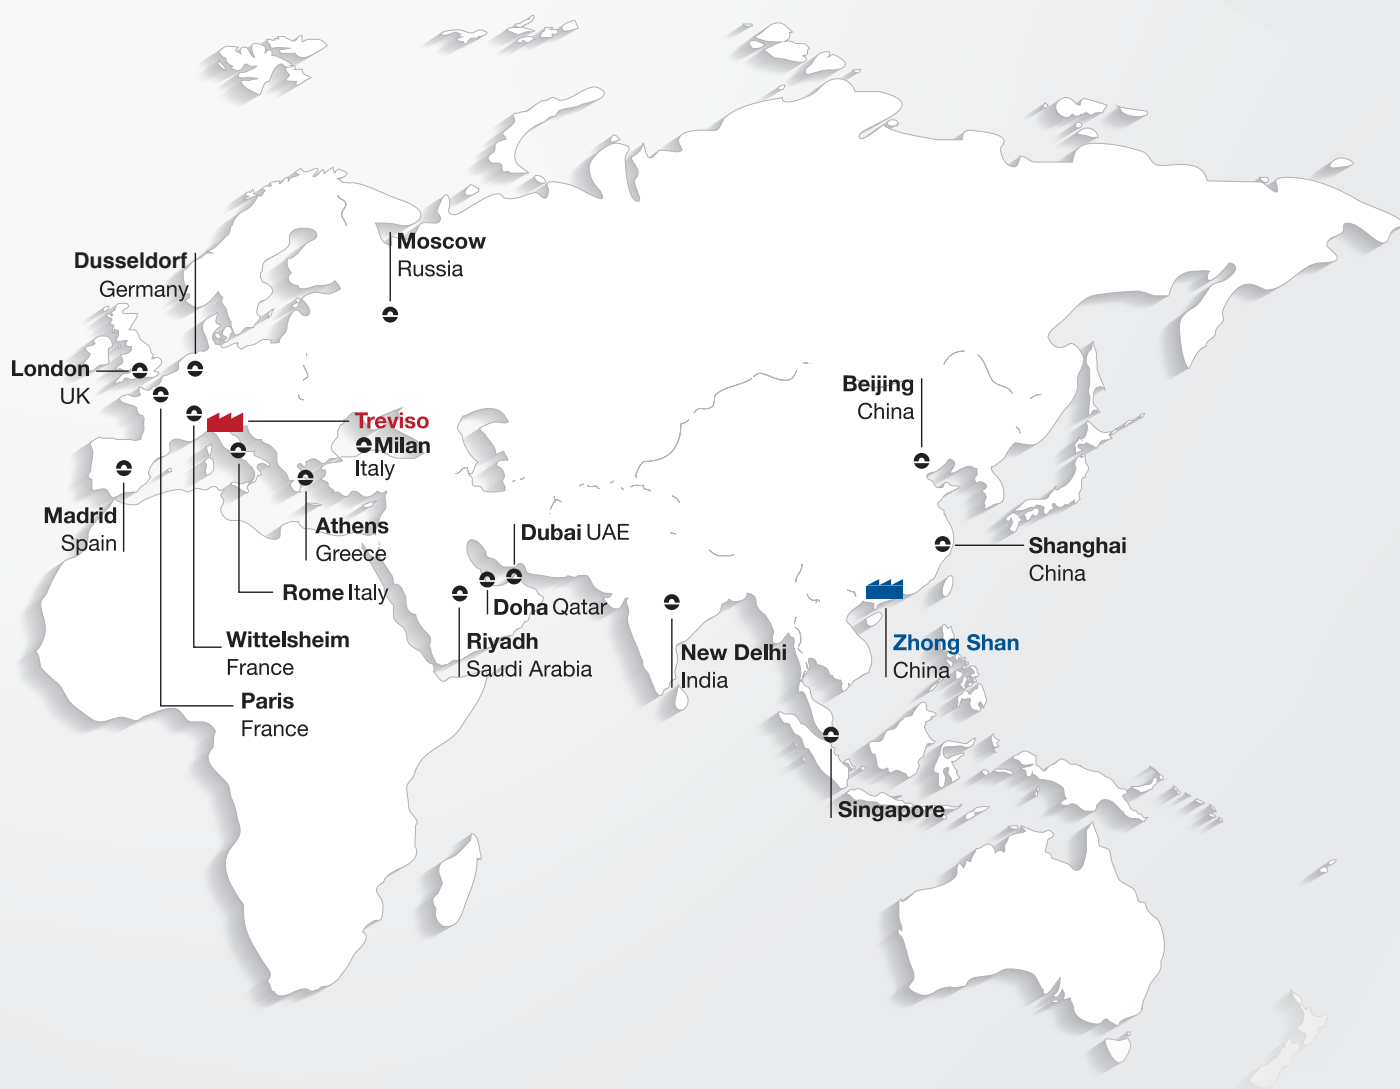 Moscow
Russia
Dusseldorf
Germany
London
UK
Beijing
China
Treviso
Milan
Italy
Madrid
Spain
Athens
Greece
Dubai UAE
Shanghai
China
Rome Italy
Doha Qatar
Riyadh
Saudi Arabia
Wittelsheim
France
New Delhi
India
Zhong Shan
China
Paris
France
Singapore